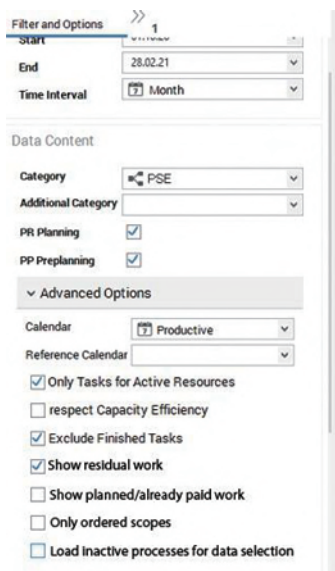 Filter and Options
1
Start
End 28.02.21
Time Interval 7 Month
Data Content
Category PSE
Additional Category
PR Planning
PP Preplanning
Advanced Options
Calendar 7 Productive
Reference Calendar
Only Tasks for Active Resources
respect Capacity Efficiency
Exclude Finished Tasks
Show residual work
Show planned/already paid work
Only ordered scopes
Load inactive processes for data selection